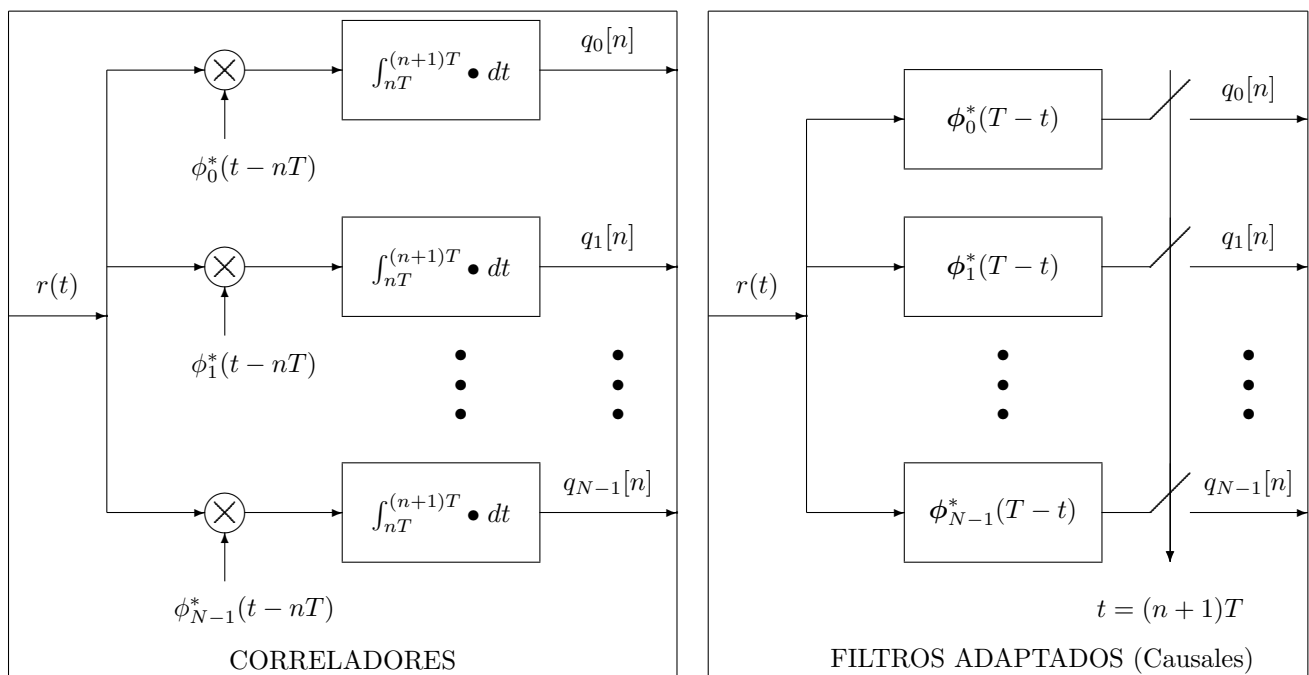 q_0[n]
∫_{nT}^{(n+1)T} • dt
φ_0^*(t − nT)
q_1[n]
∫_{nT}^{(n+1)T} • dt
r(t)
φ_1^*(t − nT)
q_{N−1}[n]
∫_{nT}^{(n+1)T} • dt
φ_{N−1}^*(t − nT)
CORRELADORES
q_0[n]
ϕ_0^*(T − t)
q_1[n]
ϕ_1^*(T − t)
r(t)
q_{N−1}[n]
ϕ_{N−1}^*(T − t)
t = (n + 1)T
FILTROS ADAPTADOS (Causales)